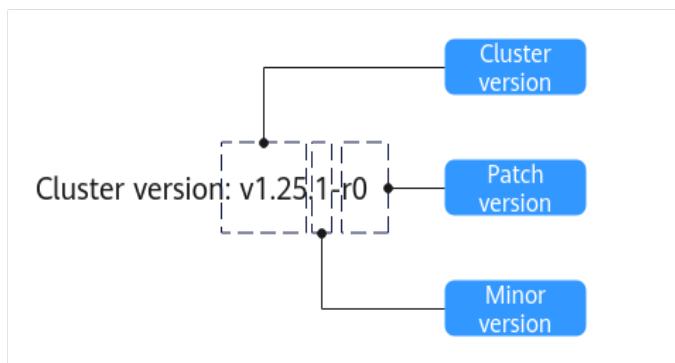 Cluster
version
Cluster version: v1.25.1-r0
Patch
version
Minor
version